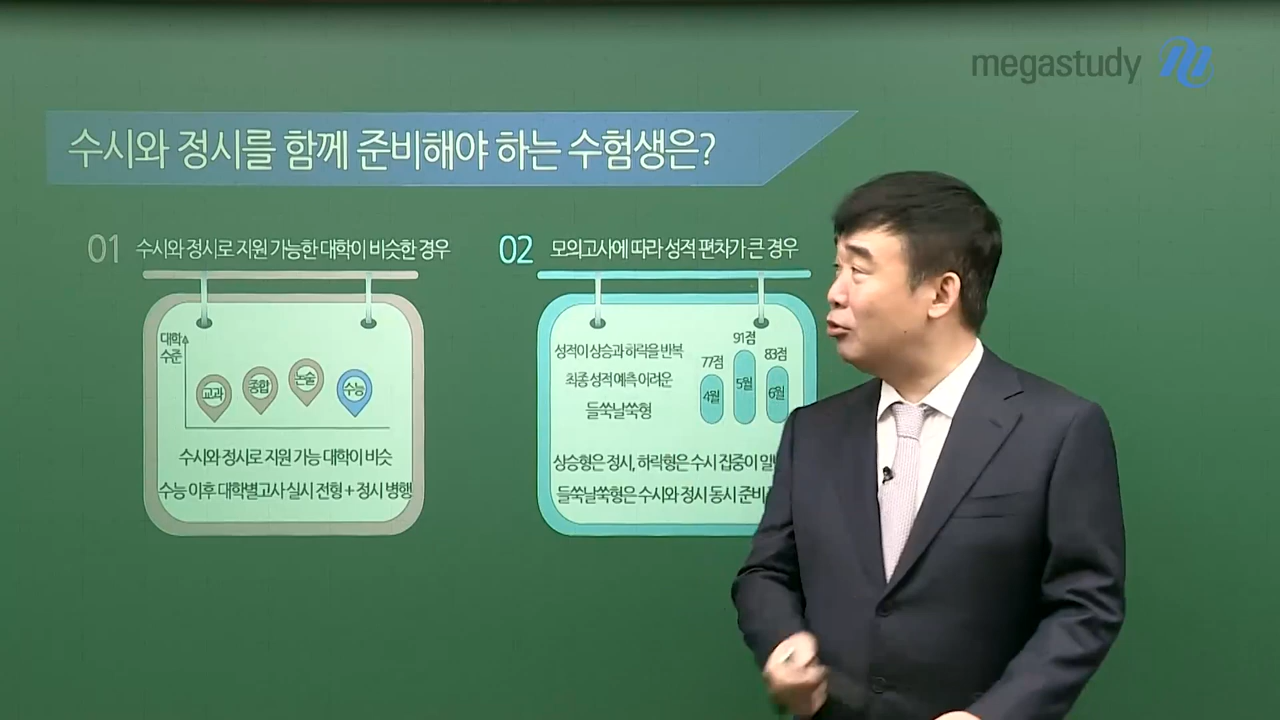 megastudy
수시와 정시를 함께 준비해야 하는 수험생은?
01 수시와 정시로 지원 가능한 대학이 비슷한 경우
대학
수준
교과
종합
논술
수능
수시와 정시로 지원 가능 대학이 비슷
수능 이후 대학별고사 실시 전형 + 정시 병행
02 모의고사에 따라 성적 편차가 큰 경우
성적이 상승과 하락을 반복
최종 성적 예측 어려운
들쑥날쑥형
77점
91점
83점
4월
5월
6월
상승형은 정시, 하락형은 수시 집중이
들쑥날쑥형은 수시와 정시 동시 준비